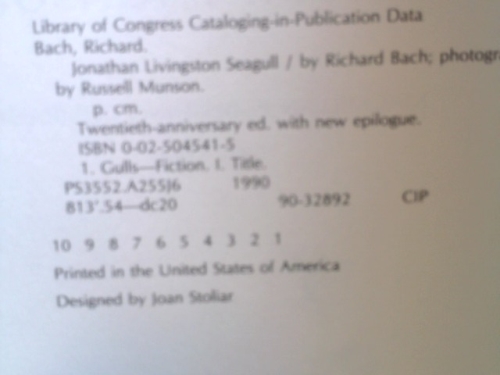 Library of Congress Cataloging-in-Publication Data
Bach, Richard.
Jonathan Livingston Seagull / by Richard Bach; photogr
by Russell Munson.
p. cm.
Twentieth-anniversary ed. with new epilogue.
ISBN 0-02-504541-5
1. Gulls—Fiction. I. Title.
PS3552.A255J6 1990
813'.54—dc20 90-32892 CIP
10 9 8 7 6 5 4 3 2 1
Printed in the United States of America
Designed by Joan Stoliar